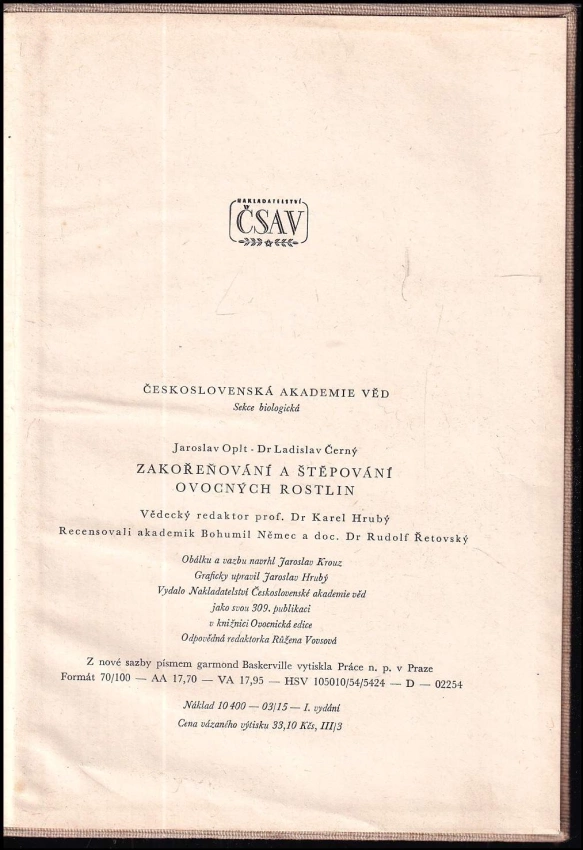 NAKLADATELSTVÍ
ČSAV
ČESKOSLOVENSKÁ AKADEMIE VĚD
Sekce biologická
Jaroslav Oplt - Dr Ladislav Černý
ZAKOŘEŇOVÁNÍ A ŠTĚPOVÁNÍ
OVOCNÝCH ROSTLIN
Vědecký redaktor prof. Dr Karel Hrubý
Recensovali akademik Bohumil Němec a doc. Dr Rudolf Řetovský
Obálku a vazbu navrhl Jaroslav Krouz
Graficky upravil Jaroslav Hrubý
Vydalo Nakladatelství Československé akademie věd
jako svou 309. publikaci
v knižnici Ovocnická edice
Odpovědná redaktorka Růžena Vovsová
Z nové sazby písmem garmond Baskerville vytiskla Práce n. p. v Praze
Formát 70/100 — AA 17,70 — VA 17,95 — HSV 105010/54/5424 — D — 02254
Náklad 10 400 — 03/15 — I. vydání
Cena vázaného výtisku 33,10 Kčs, III/3